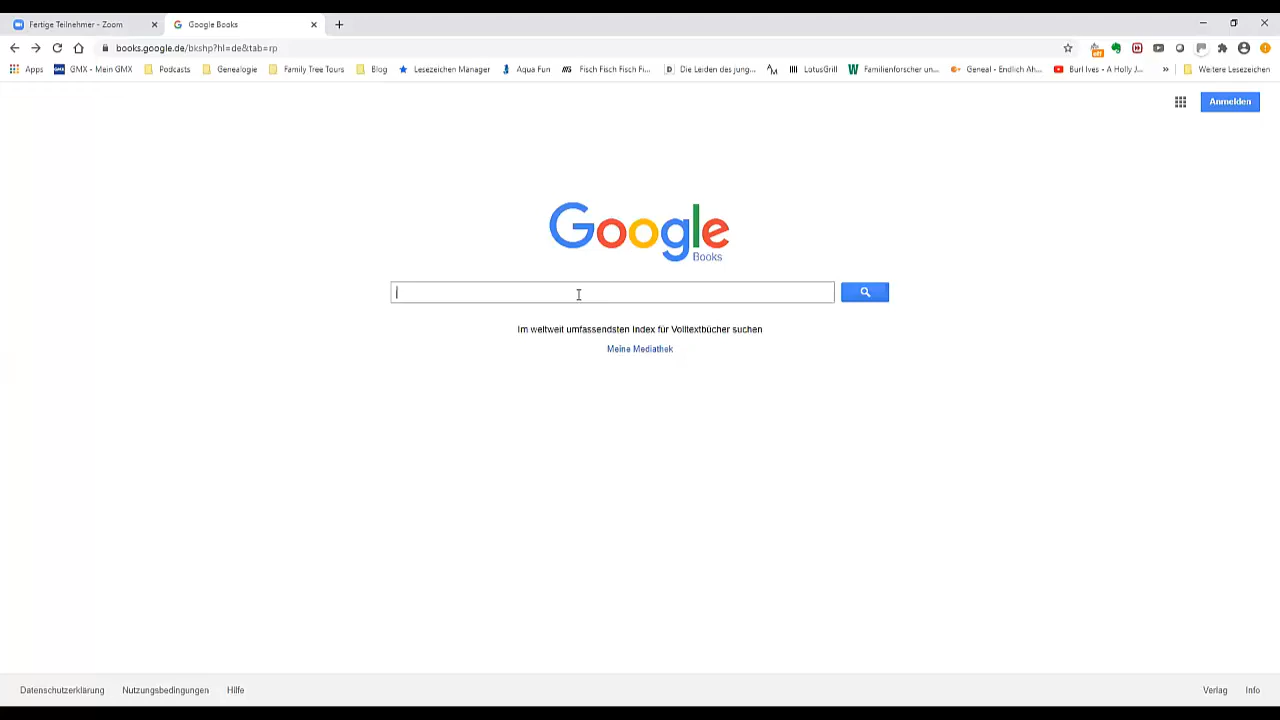 Fertige Teilnehmer - Zoom
Google Books
books.google.de/bkshp?hl=de&tab=rp
Apps GMX - Mein GMX Podcasts Genealogie Family Tree Tours Blog Lesezeichen Manager Aqua Fun Fisch Fisch Fisch Fi... Die Leiden des jung... LotusGrill Familienforscher un... Geneal - Endlich Ah... Burl Ives - A Holly J... » Weitere Lesezeichen
Anmelden
Google
Books
Im weltweit umfassendsten Index für Volltextbücher suchen
Meine Mediathek
Datenschutzerklärung Nutzungsbedingungen Hilfe Verlag Info